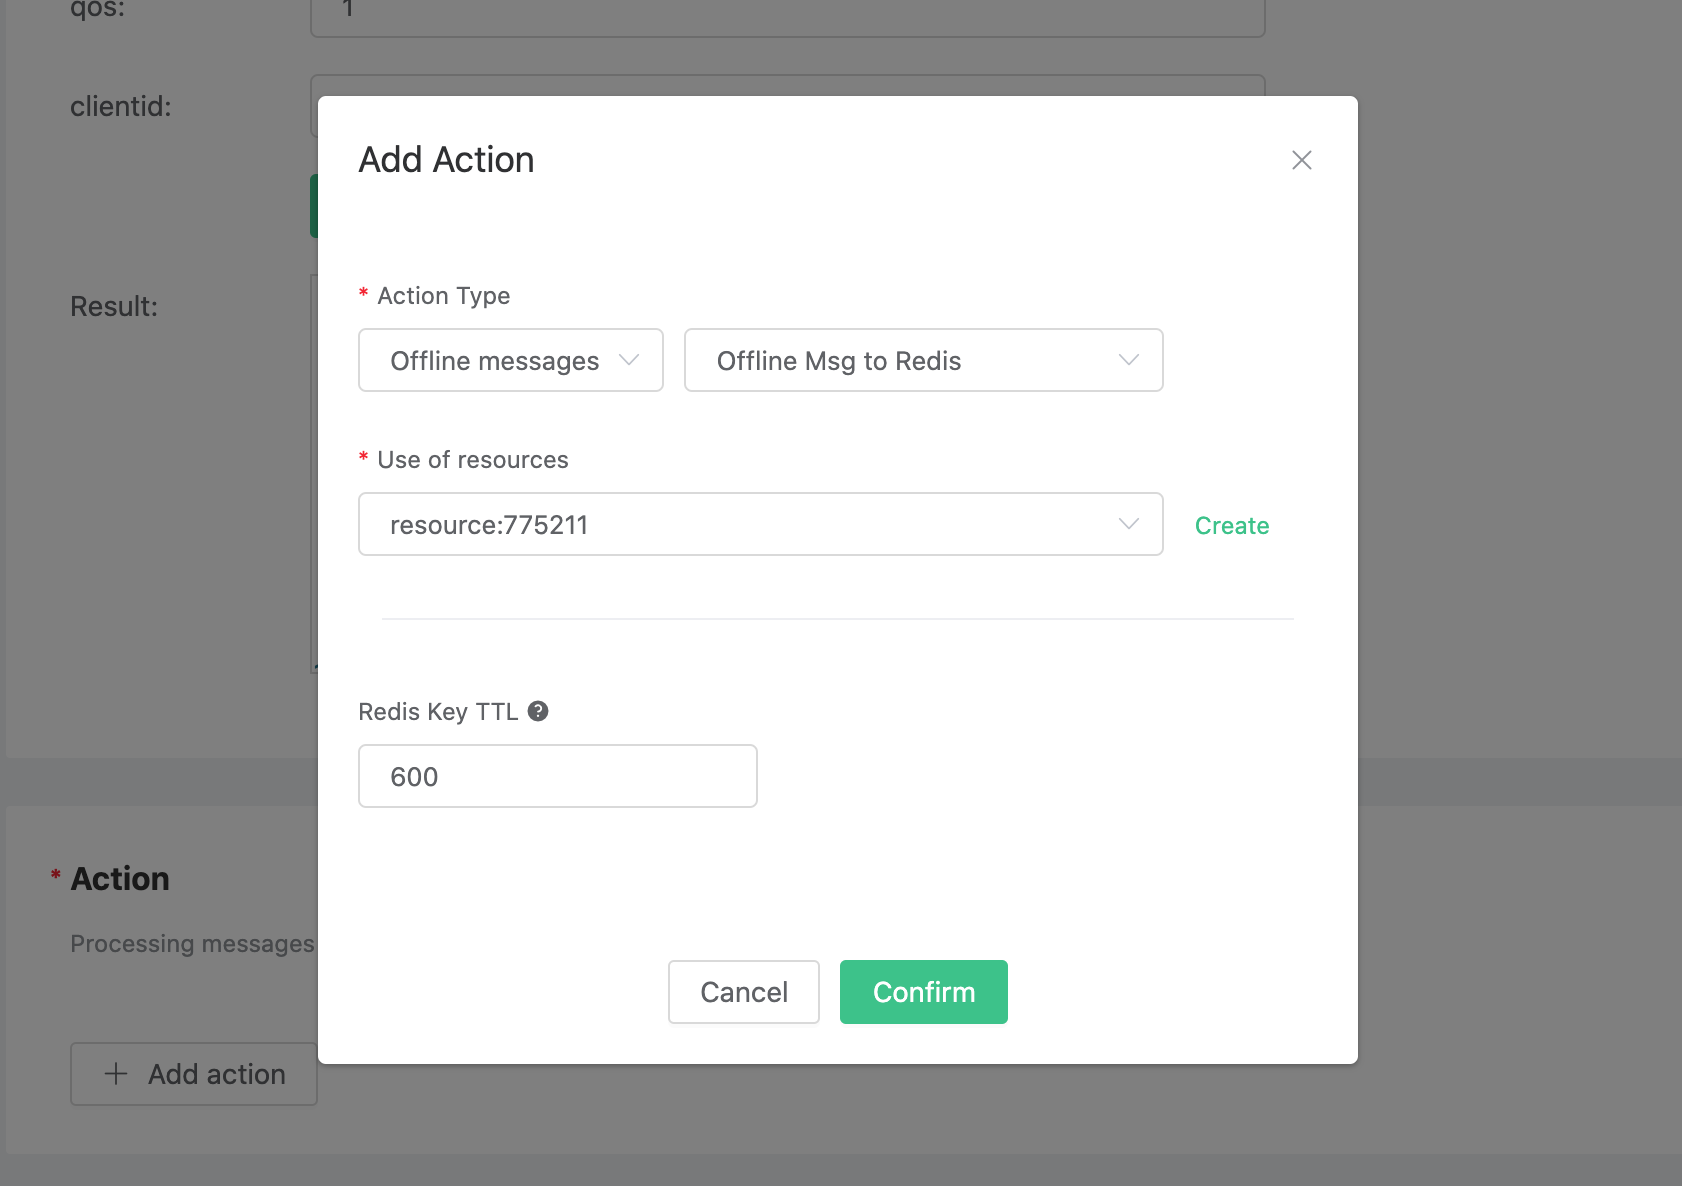 qos:
1
clientid:
Add Action
* Action Type
Result:
Offline messages
Offline Msg to Redis
* Use of resources
resource:775211
Create
Redis Key TTL ?
600
* Action
Processing messages
Cancel
Confirm
+ Add action